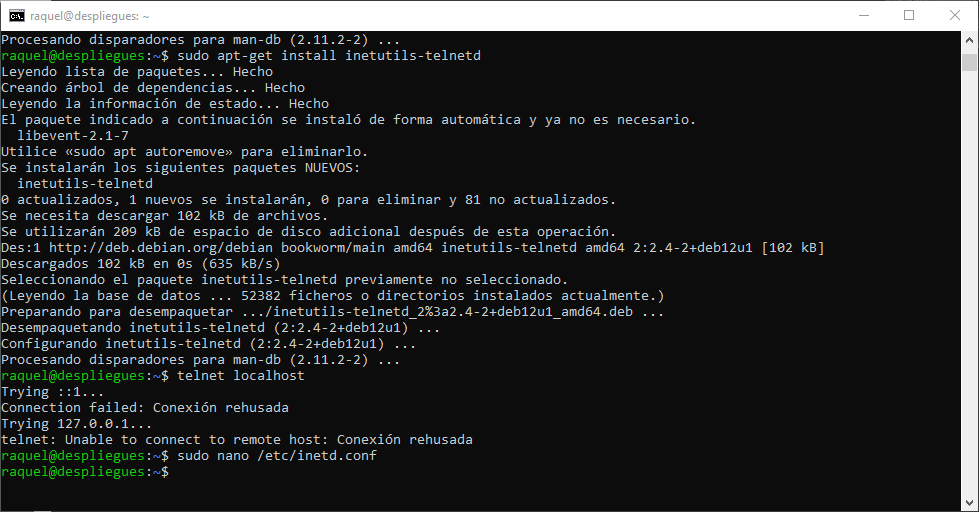 raquel@despliegues: ~
Procesando disparadores para man-db (2.11.2-2) ...
raquel@despliegues:~$ sudo apt-get install inetutils-telnetd
Leyendo lista de paquetes... Hecho
Creando árbol de dependencias... Hecho
Leyendo la información de estado... Hecho
El paquete indicado a continuación se instaló de forma automática y ya no es necesario.
  libevent-2.1-7
Utilice «sudo apt autoremove» para eliminarlo.
Se instalarán los siguientes paquetes NUEVOS:
  inetutils-telnetd
0 actualizados, 1 nuevos se instalarán, 0 para eliminar y 81 no actualizados.
Se necesita descargar 102 kB de archivos.
Se utilizarán 209 kB de espacio de disco adicional después de esta operación.
Des:1 http://deb.debian.org/debian bookworm/main amd64 inetutils-telnetd amd64 2:2.4-2+deb12u1 [102 kB]
Descargados 102 kB en 0s (635 kB/s)
Seleccionando el paquete inetutils-telnetd previamente no seleccionado.
(Leyendo la base de datos ... 52382 ficheros o directorios instalados actualmente.)
Preparando para desempaquetar .../inetutils-telnetd_2%3a2.4-2+deb12u1_amd64.deb ...
Desempaquetando inetutils-telnetd (2:2.4-2+deb12u1) ...
Configurando inetutils-telnetd (2:2.4-2+deb12u1) ...
Procesando disparadores para man-db (2.11.2-2) ...
raquel@despliegues:~$ telnet localhost
Trying ::1...
Connection failed: Conexión rehusada
Trying 127.0.0.1...
telnet: Unable to connect to remote host: Conexión rehusada
raquel@despliegues:~$ sudo nano /etc/inetd.conf
raquel@despliegues:~$